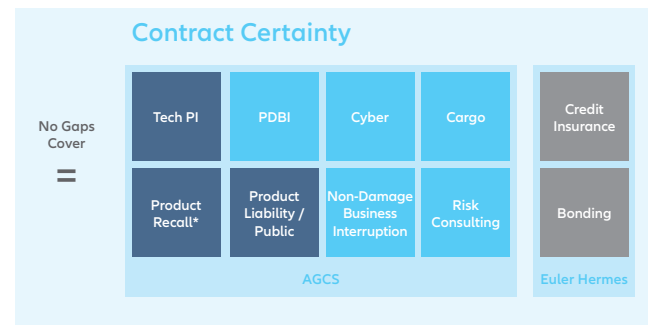 Contract Certainty
No Gaps
Cover
=
Tech PI
PDBI
Cyber
Cargo
Credit
Insurance
Product
Recall*
Product
Liability /
Public
Non-Damage
Business
Interruption
Risk
Consulting
Bonding
AGCS
Euler Hermes